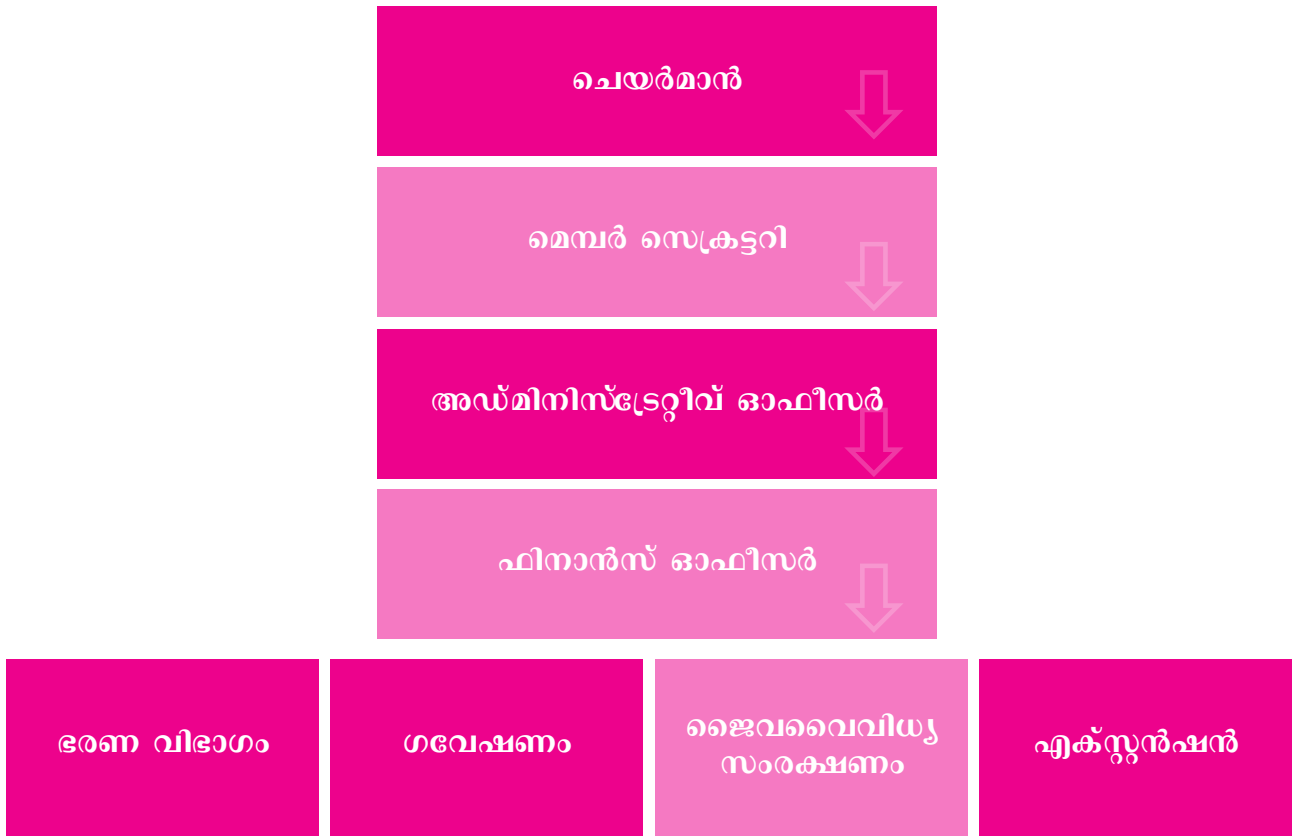 ചെയർമാൻ
മെമ്പർ സെക്രട്ടറി
അഡ്മിനിസ്ട്രേറ്റീവ് ഓഫീസർ
ഫിനാൻസ് ഓഫീസർ
ഭരണ വിഭാഗം
ഗവേഷണം
ജൈവവൈവിധ്യ
സംരക്ഷണം
എക്സ്റ്റൻഷൻ